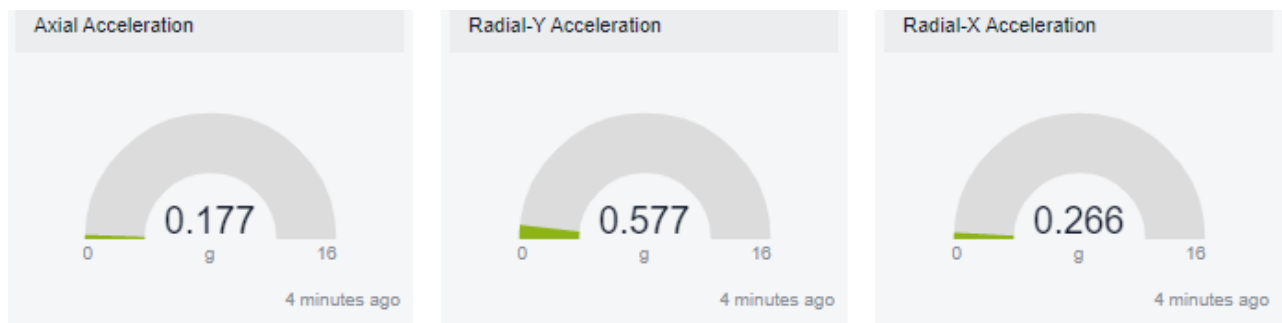 Axial Acceleration
0.177
0
g
16
4 minutes ago
Radial-Y Acceleration
0.577
0
g
16
4 minutes ago
Radial-X Acceleration
0.266
0
g
16
4 minutes ago